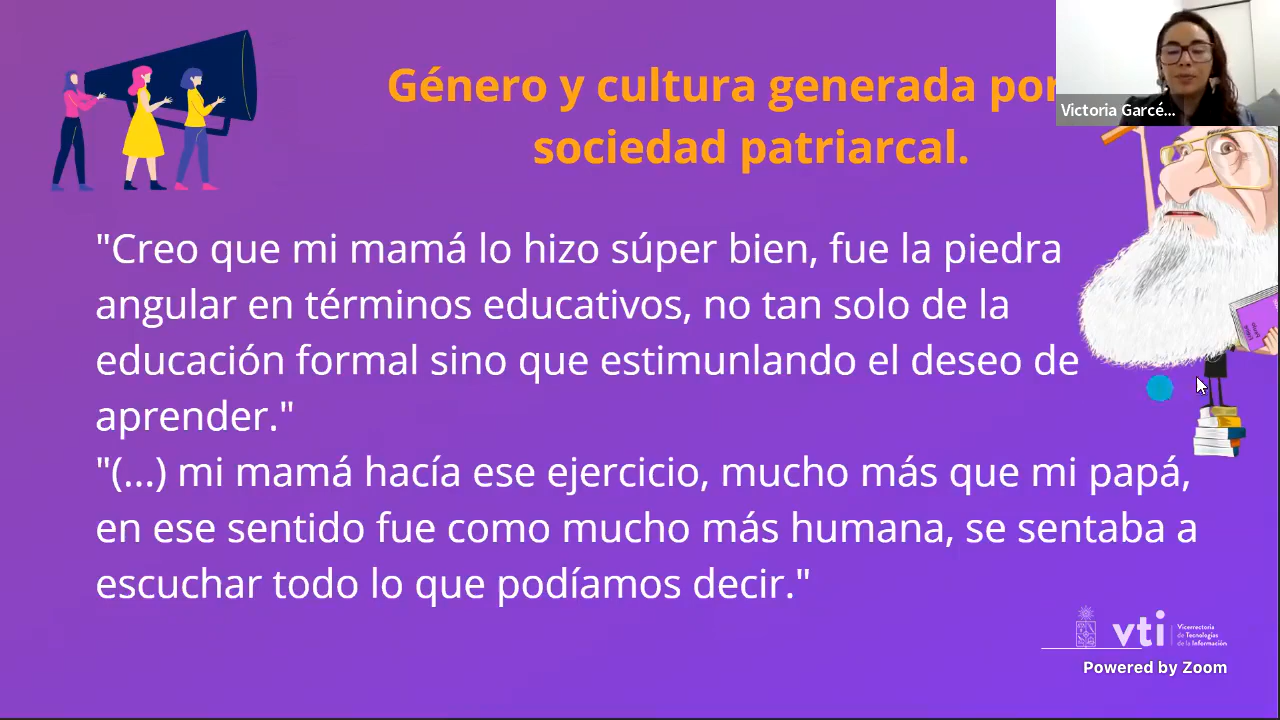 Género y cultura generada por
sociedad patriarcal.
Victoria Garcé...
"Creo que mi mamá lo hizo súper bien, fue la piedra
angular en términos educativos, no tan solo de la
educación formal sino que estimunlando el deseo de
aprender."
"(...) mi mamá hacía ese ejercicio, mucho más que mi papá,
en ese sentido fue como mucho más humana, se sentaba a
escuchar todo lo que podíamos decir."
vti
Vicerrectoría
de Tecnologías
de la Información
Powered by Zoom